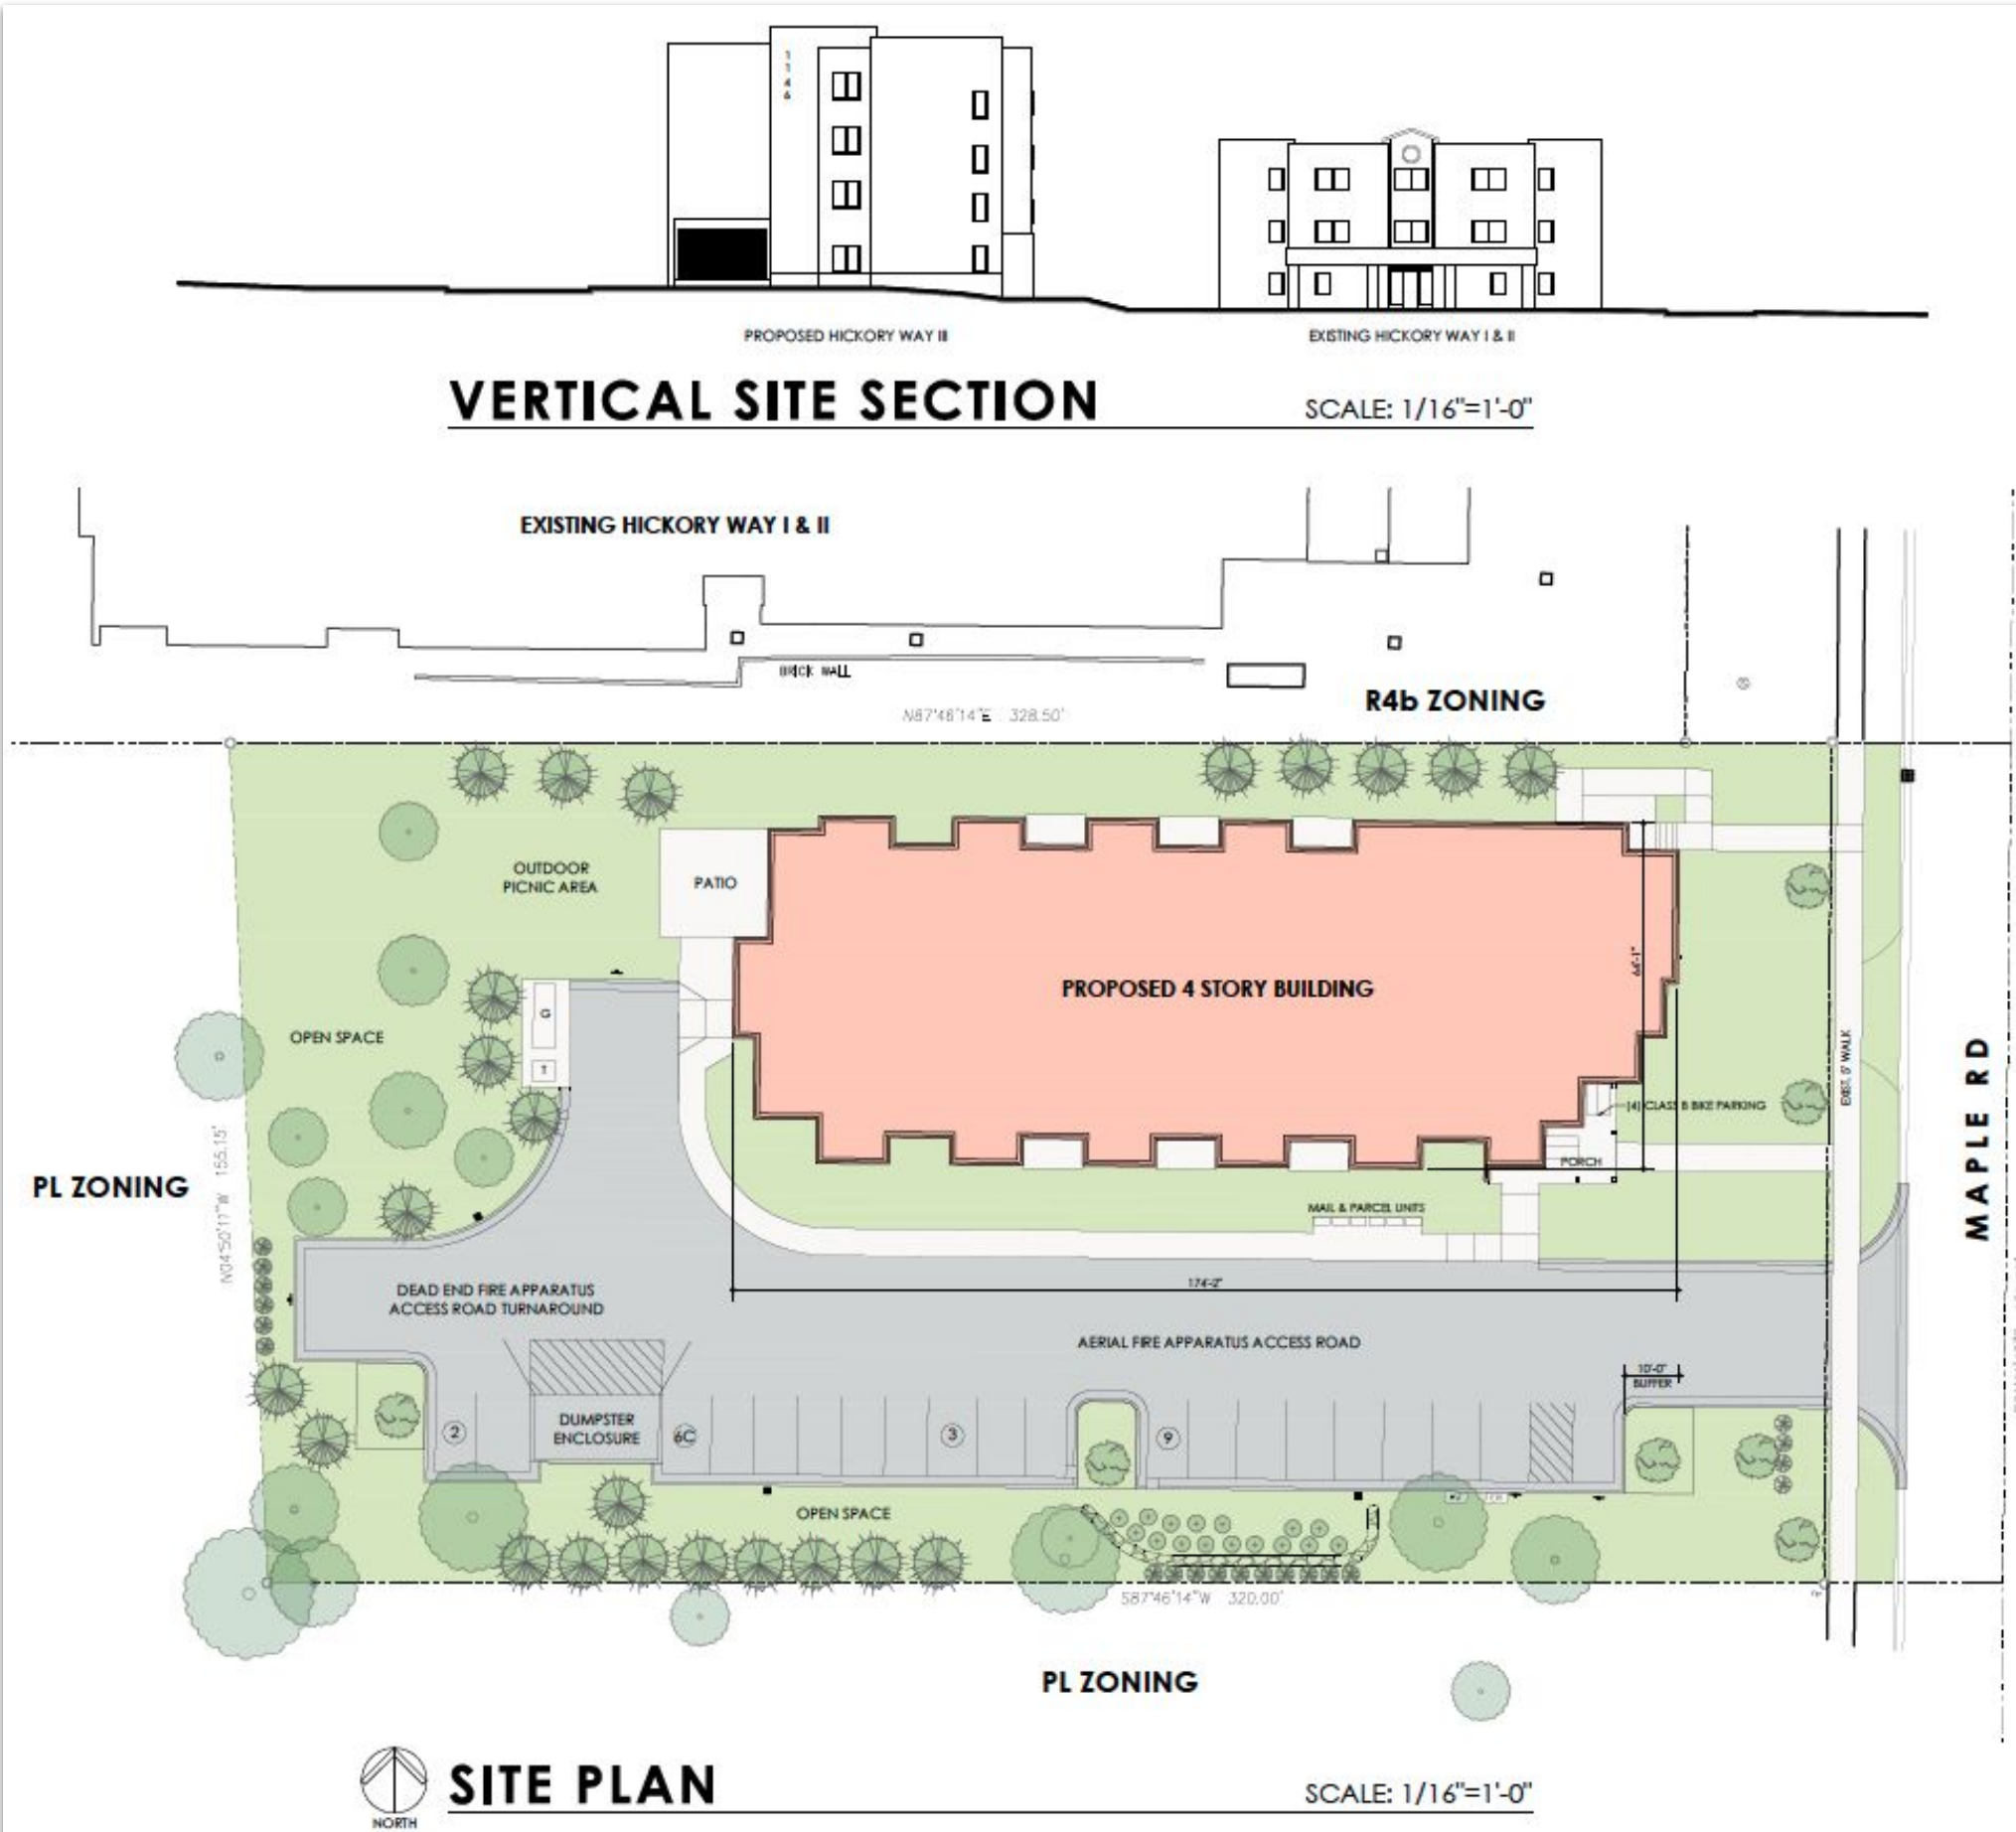 1146
PROPOSED HICKORY WAY III
EXISTING HICKORY WAY I & II
VERTICAL SITE SECTION
SCALE: 1/16"=1'-0"
EXISTING HICKORY WAY I & II
BRICK WALL
R4b ZONING
N87°46'14"E 328.50'
OUTDOOR
PICNIC AREA
PATIO
PROPOSED 4 STORY BUILDING
64'-1"
G
T
OPEN SPACE
EXIST. 5' WALK
MAPLE RD
(4) CLASS B BIKE PARKING
PORCH
PL ZONING
N04°50'17"W 155.15'
MAIL & PARCEL UNITS
174'-2"
DEAD END FIRE APPARATUS
ACCESS ROAD TURNAROUND
AERIAL FIRE APPARATUS ACCESS ROAD
10'-0"
BUFFER
2
DUMPSTER
ENCLOSURE
6C
3
9
OPEN SPACE
S87°46'14"W 320.00'
PL ZONING
NORTH
SITE PLAN
SCALE: 1/16"=1'-0"